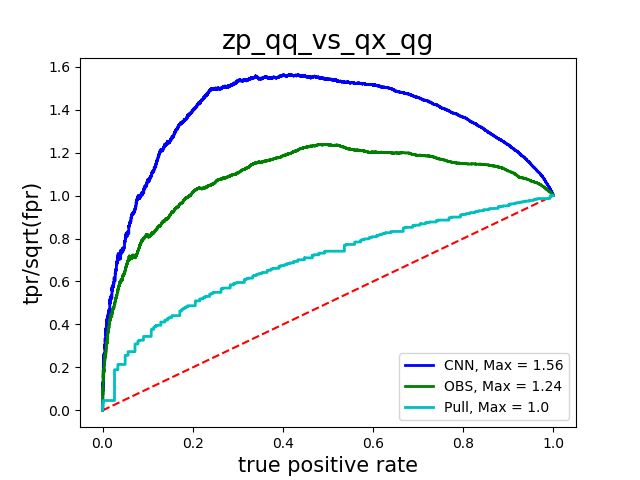 zp_qq_vs_qx_qg
tpr/sqrt(fpr)
1.6
1.4
1.2
1.0
0.8
0.6
0.4
0.2
0.0
CNN, Max = 1.56
OBS, Max = 1.24
Pull, Max = 1.0
0.0 0.2 0.4 0.6 0.8 1.0
true positive rate